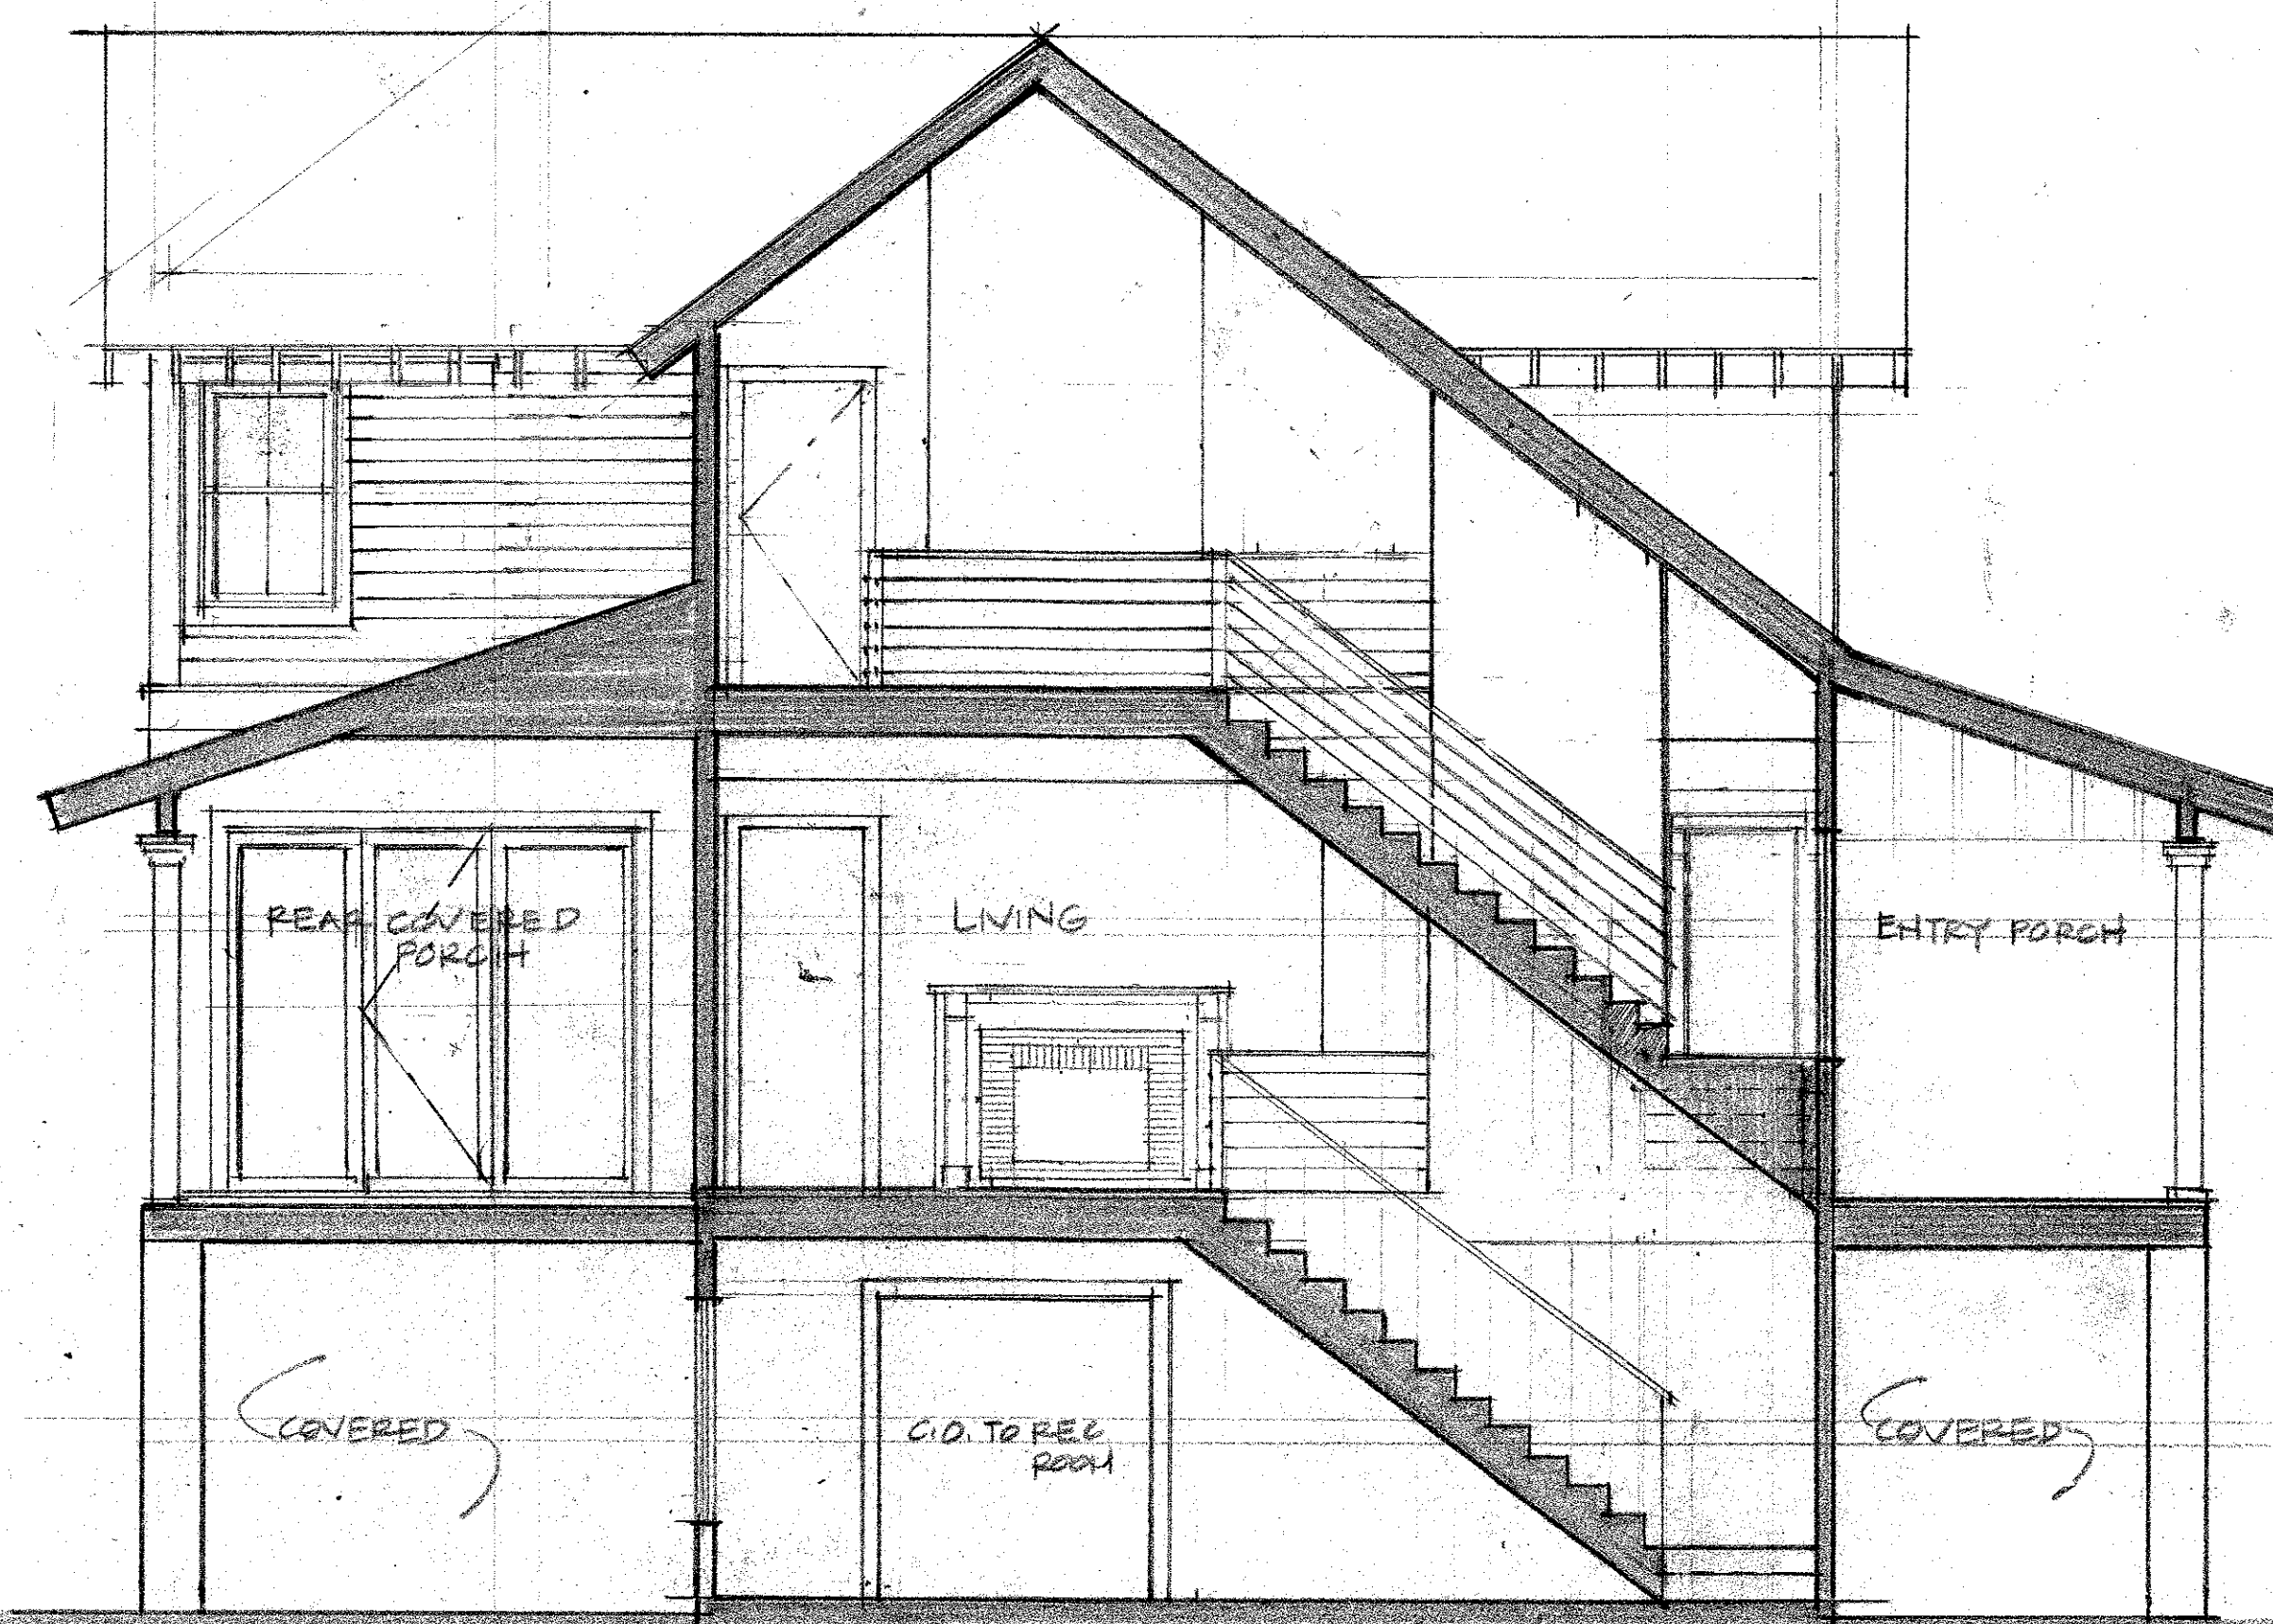 REAR COVERED
PORCH
LIVING
ENTRY PORCH
COVERED
C.O. TO REC
ROOM
COVERED